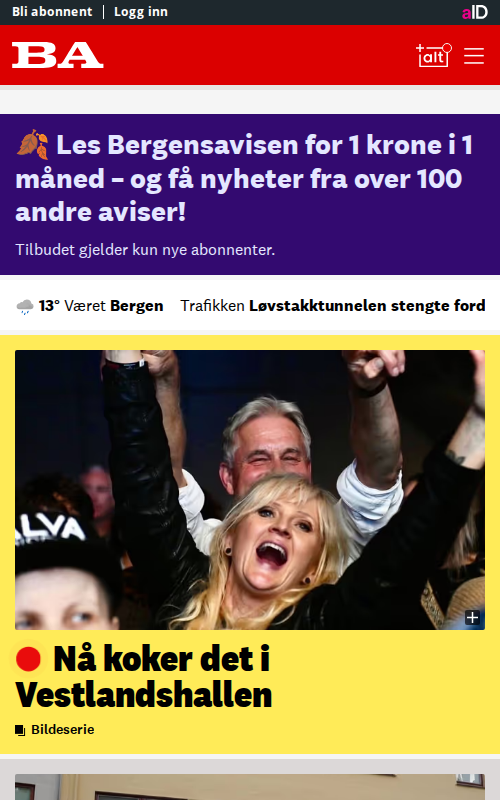 Bli abonnent | Logg inn
aID
BA
alt
Les Bergensavisen for 1 krone i 1
måned – og få nyheter fra over 100
andre aviser!
Tilbudet gjelder kun nye abonnenter.
13° Været Bergen Trafikken Løvstakktunnelen stengte ford
ALVA
Nå koker det i
Vestlandshallen
Bildeserie